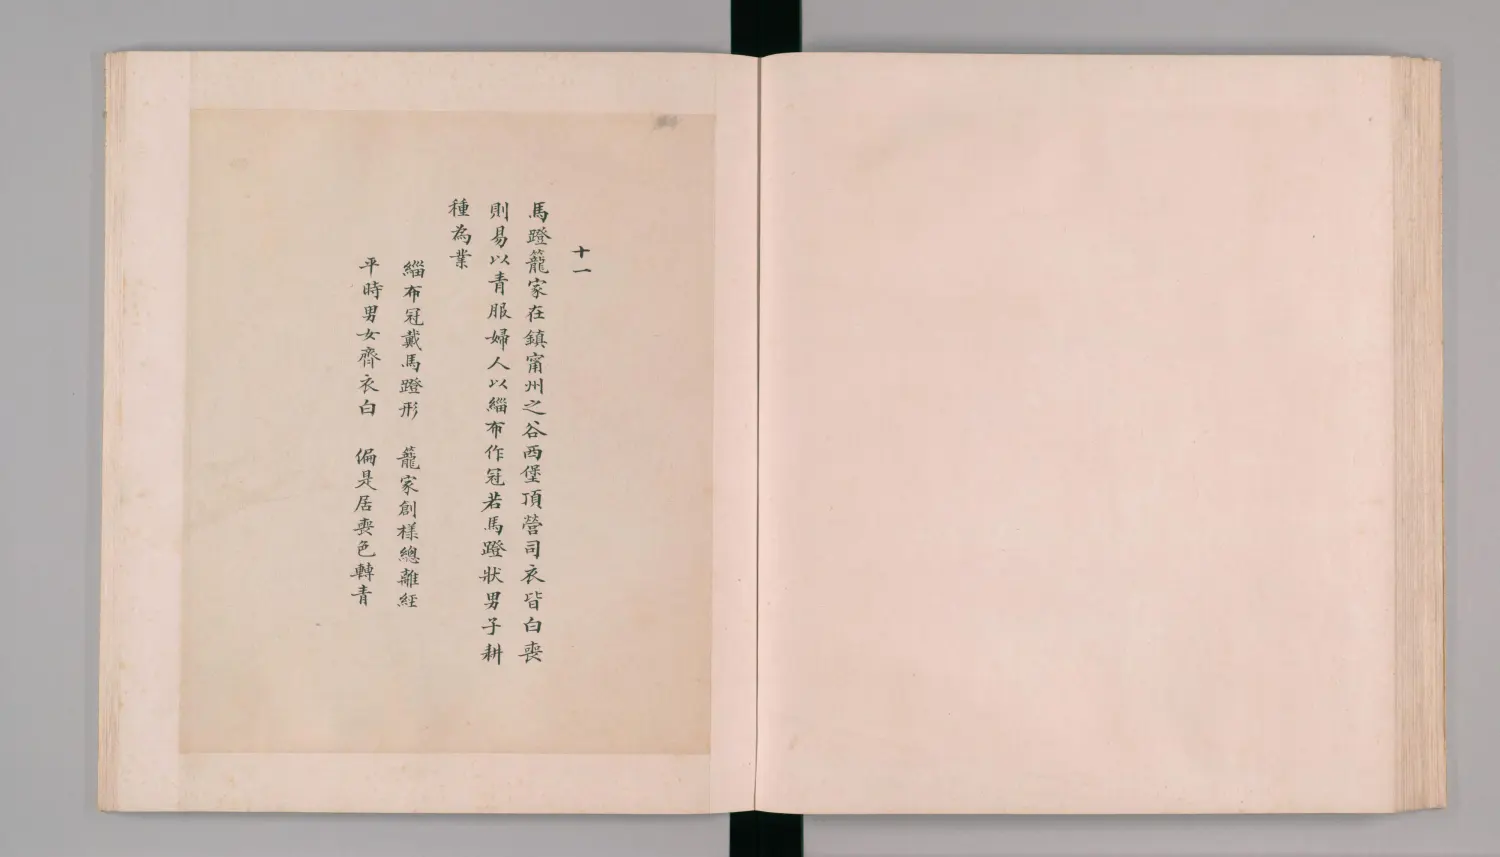 十一
馬蹬籠家在鎮甯州之谷西堡頂營司衣皆白喪
則易以青服婦人以緇布作冠若馬蹬狀男子耕
種為業
緇布冠戴馬蹬形　籠家創樣總離經
平時男女齊衣白　偏是居喪色轉青